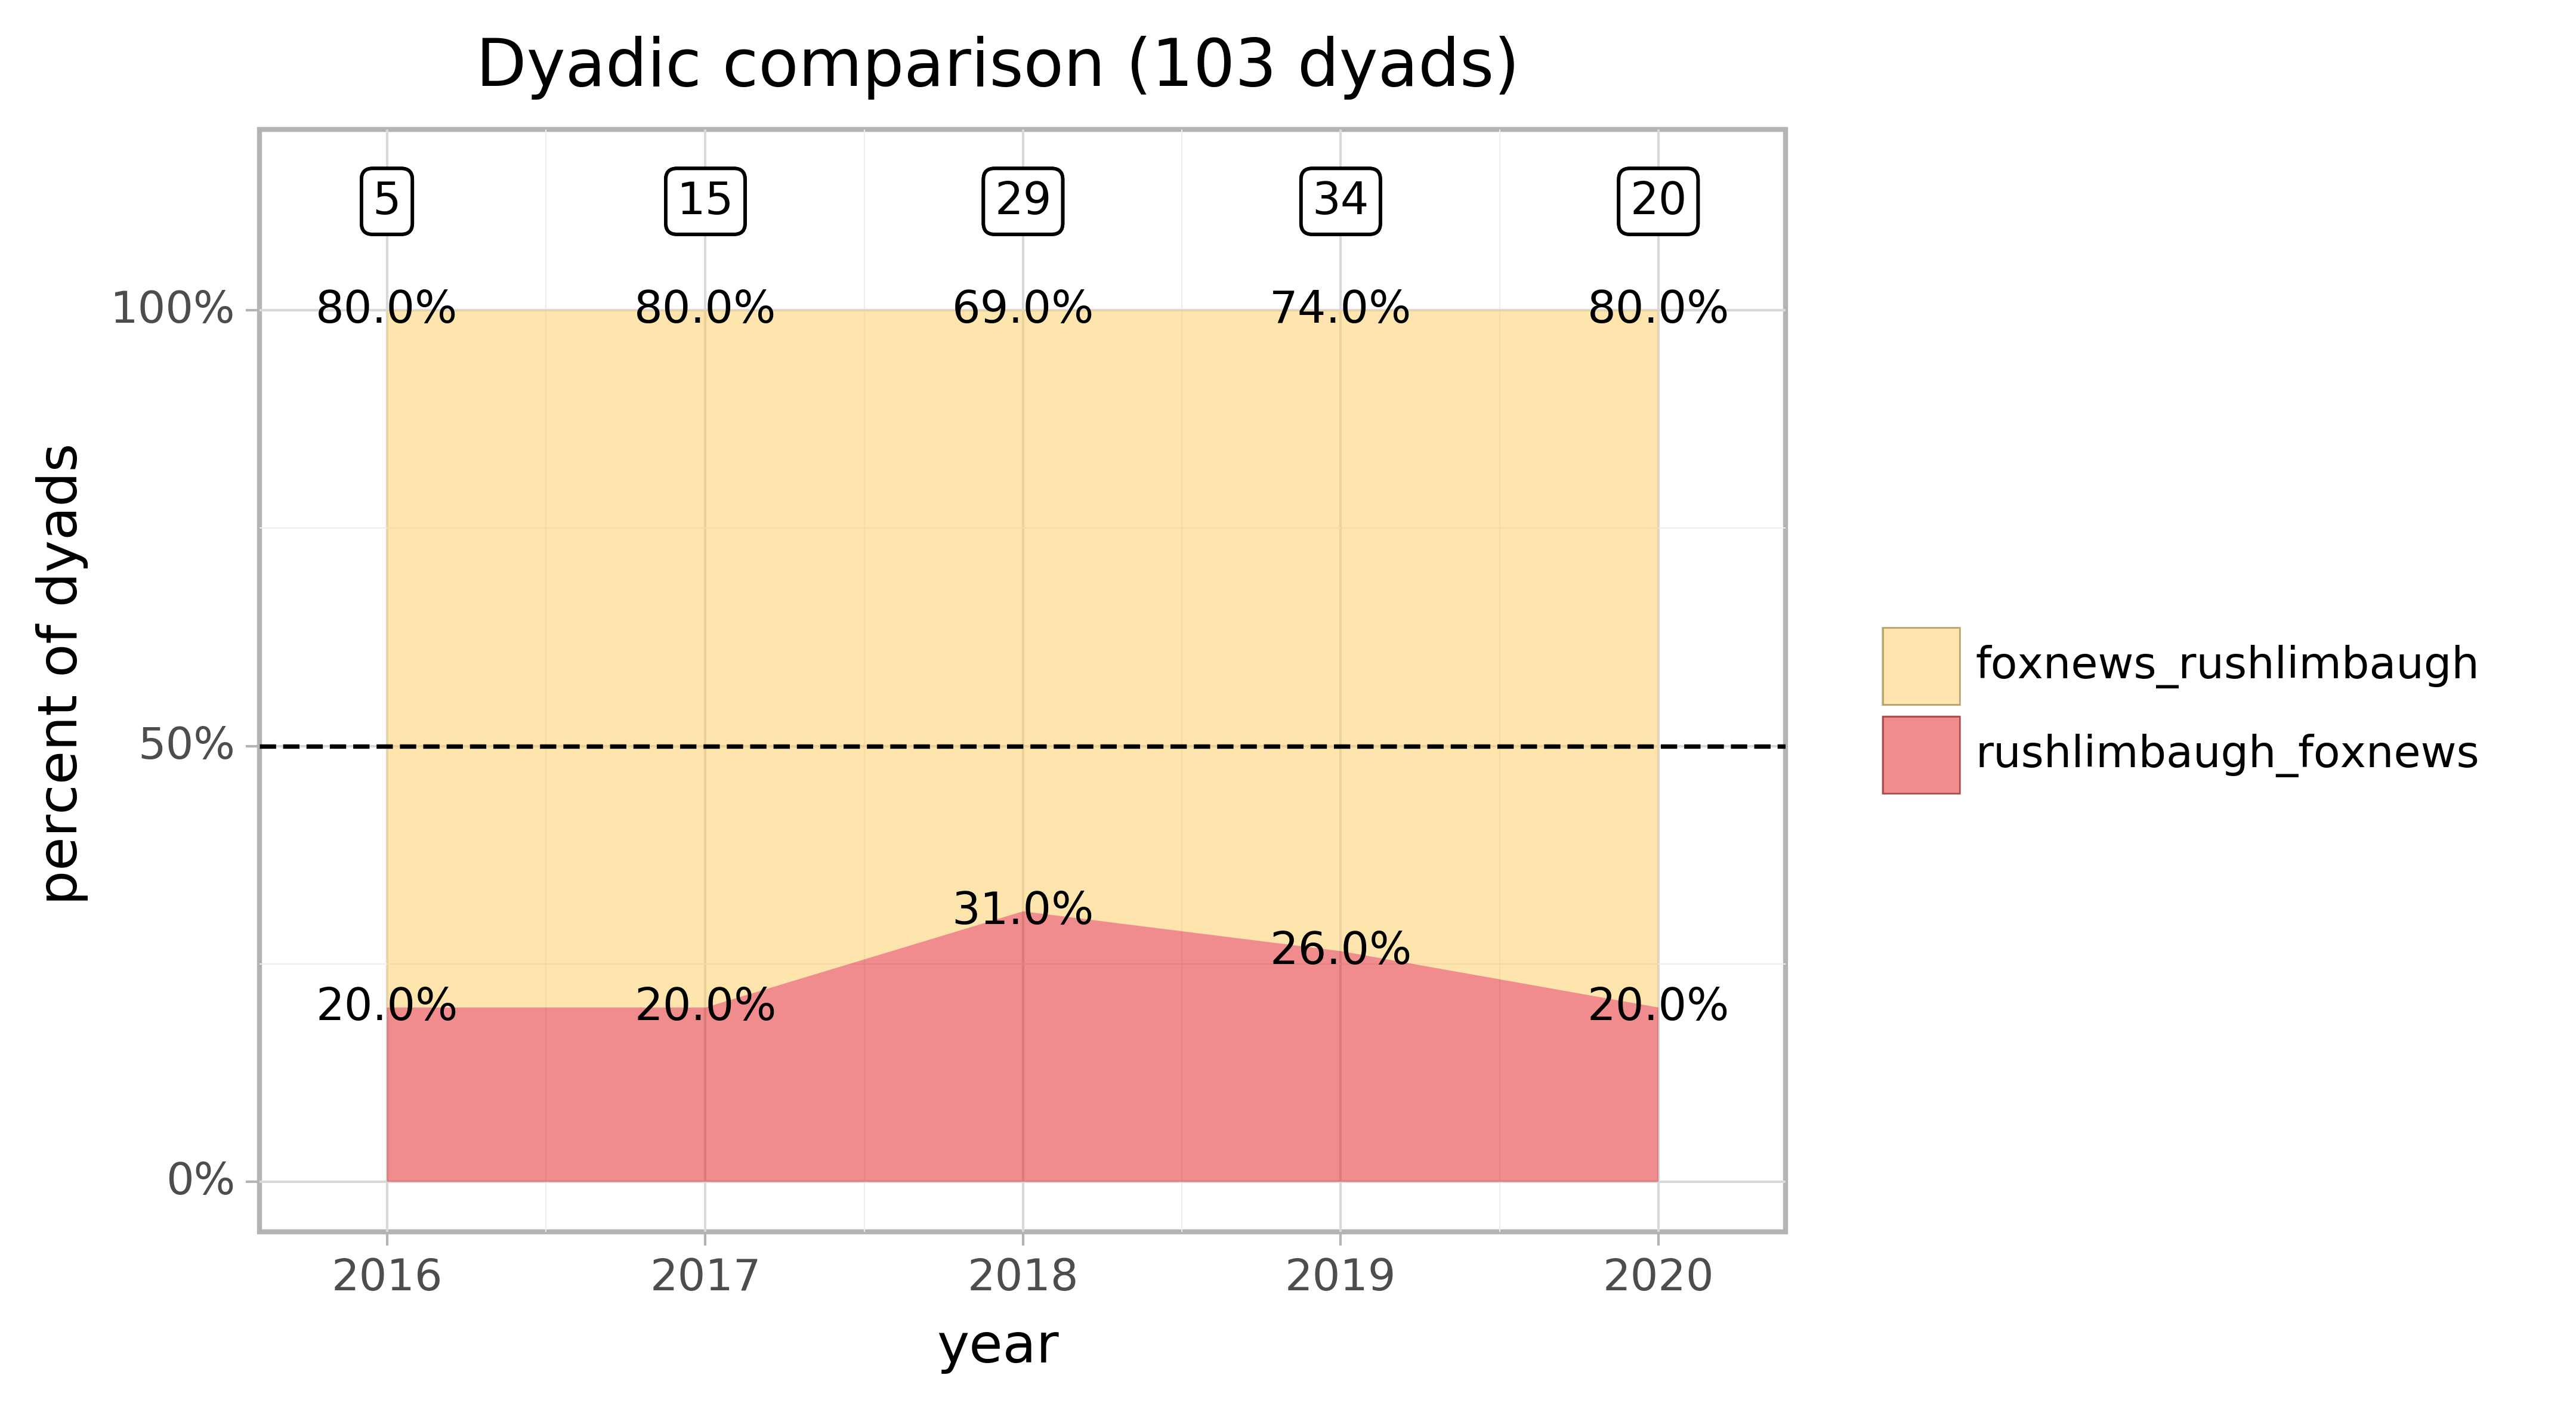 Dyadic comparison (103 dyads)
5 15 29 34 20
100% 80.0% 80.0% 69.0% 74.0% 80.0%
percent of dyads
foxnews_rushlimbaugh
50%
rushlimbaugh_foxnews
31.0%
26.0%
20.0% 20.0% 20.0%
0%
2016 2017 2018 2019 2020
year